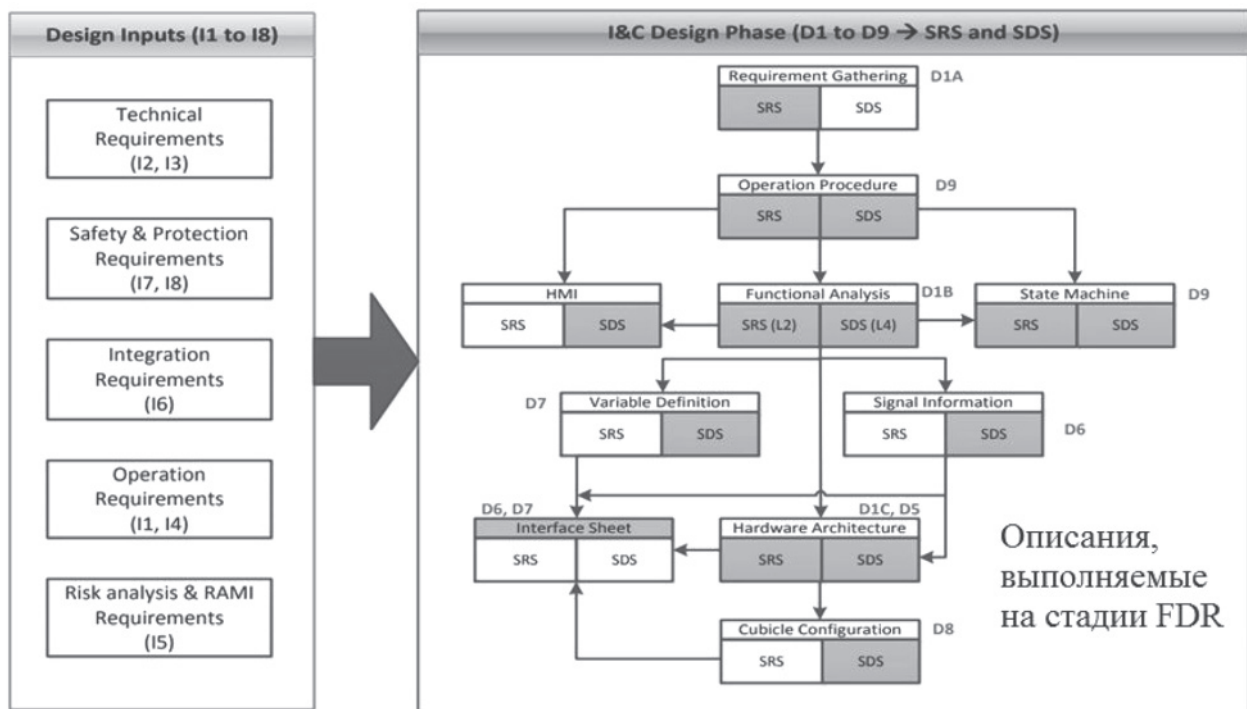 Design Inputs (I1 to I8)
Technical
Requirements
(I2, I3)
Safety & Protection
Requirements
(I7, I8)
Integration
Requirements
(I6)
Operation
Requirements
(I1, I4)
Risk analysis & RAMI
Requirements
(I5)
I&C Design Phase (D1 to D9 → SRS and SDS)
Requirement Gathering D1A
SRS SDS
Operation Procedure D9
SRS SDS
HMI
SRS SDS
Functional Analysis D1B
SRS (L2) SDS (L4)
State Machine D9
SRS SDS
D7 Variable Definition
SRS SDS
Signal Information
SRS SDS D6
D6, D7
Interface Sheet
SRS SDS
D1C, D5
Hardware Architecture
SRS SDS
Cubicle Configuration D8
SRS SDS
Описания,
выполняемые
на стадии FDR